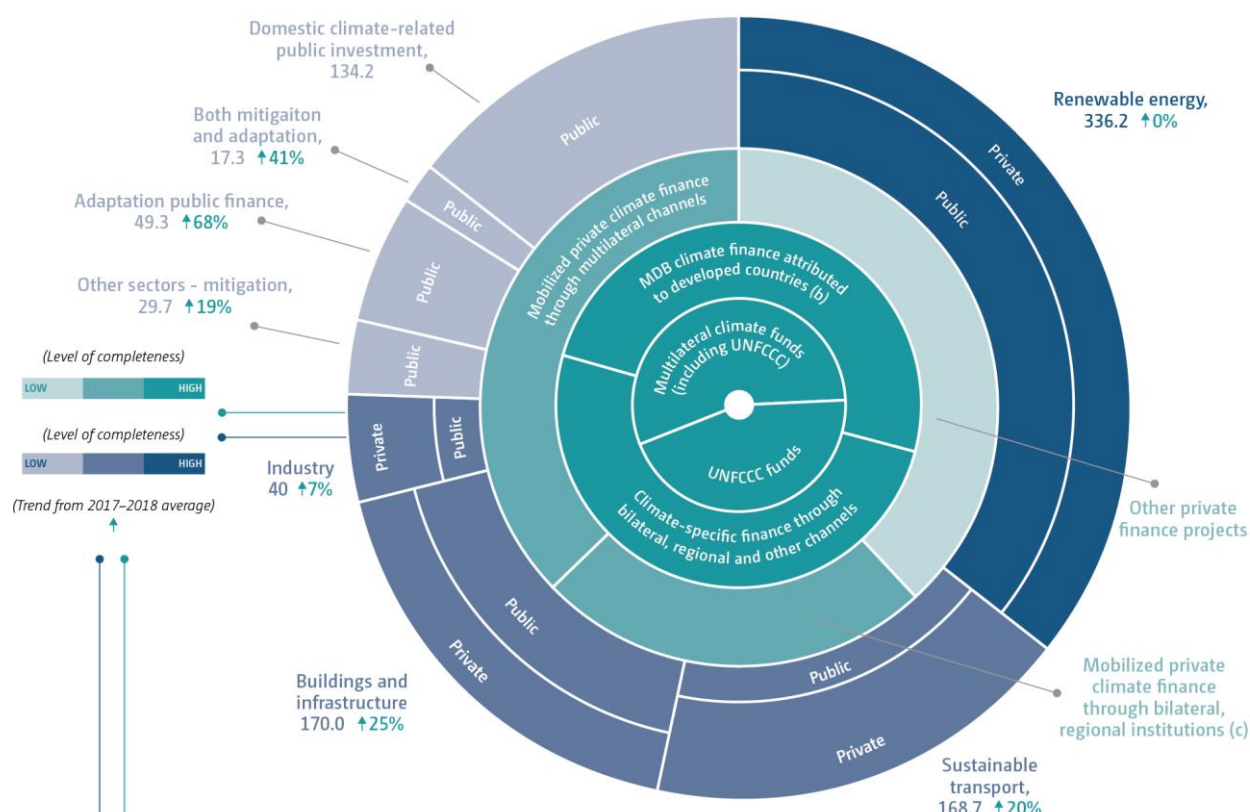 Domestic climate-related
public investment,
134.2
Both mitigaiton
and adaptation,
17.3 ↑41%
Adaptation public finance,
49.3 ↑68%
Other sectors - mitigation,
29.7 ↑19%
(Level of completeness)
LOW HIGH
(Level of completeness)
LOW HIGH
(Trend from 2017–2018 average)
↑
Industry
40 ↑7%
Buildings and
infrastructure
170.0 ↑25%
Sustainable
transport,
168.7 ↑20%
Renewable energy,
336.2 ↑0%
Other private
finance projects
Mobilized private
climate finance
through bilateral,
regional institutions (c)
Public
Public
Public
Public
Private
Public
Public
Private
Public
Private
Public
Private
Mobilized private climate finance
through multilateral channels
MDB climate finance attributed
to developed countries (b)
Multilateral climate funds
(including UNFCCC)
UNFCCC funds
Climate-specific finance through
bilateral, regional and other channels